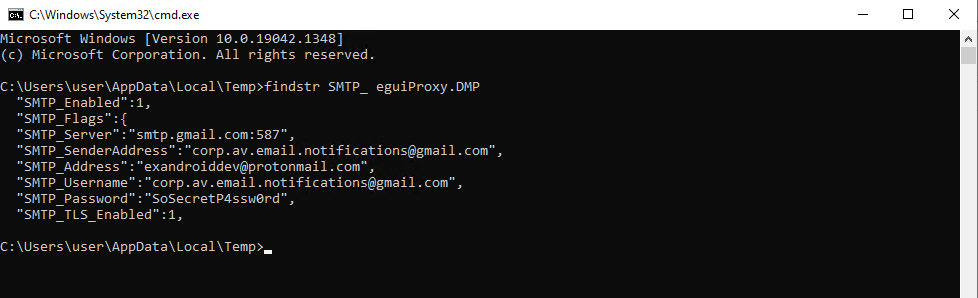 C:\Windows\System32\cmd.exe
Microsoft Windows [Version 10.0.19042.1348]
(c) Microsoft Corporation. All rights reserved.
C:\Users\user\AppData\Local\Temp>findstr SMTP_ eguiProxy.DMP
"SMTP_Enabled":1,
"SMTP_Flags":{
"SMTP_Server":"smtp.gmail.com:587",
"SMTP_SenderAddress":"corp.av.email.notifications@gmail.com",
"SMTP_Address":"exandroiddev@protonmail.com",
"SMTP_Username":"corp.av.email.notifications@gmail.com",
"SMTP_Password":"SoSecretP4ssw0rd",
"SMTP_TLS_Enabled":1,
C:\Users\user\AppData\Local\Temp>